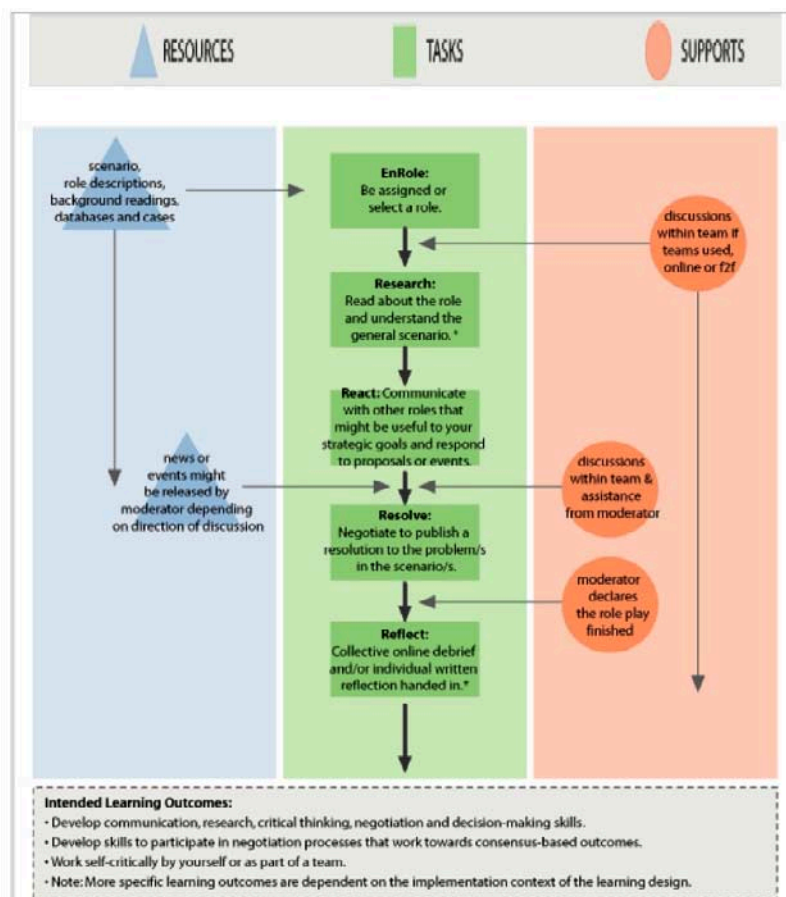 RESOURCES
TASKS
SUPPORTS
scenario,
role descriptions,
background readings,
databases and cases
EnRole:
Be assigned or
select a role.
discussions
within team if
teams used,
online or f2f
Research:
Read about the role
and understand the
general scenario. *
React: Communicate
with other roles that
might be useful to your
strategic goals and respond
to proposals or events.
news or
events might
be released by
moderator depending
on direction of discussion
discussions
within team &
assistance
from moderator
Resolve:
Negotiate to publish a
resolution to the problem/s
in the scenario/s.
moderator
declares
the role play
finished
Reflect:
Collective online debrief
and/or individual written
reflection handed in.*
Intended Learning Outcomes:
• Develop communication, research, critical thinking, negotiation and decision-making skills.
• Develop skills to participate in negotiation processes that work towards consensus-based outcomes.
• Work self-critically by yourself or as part of a team.
• Note: More specific learning outcomes are dependent on the implementation context of the learning design.